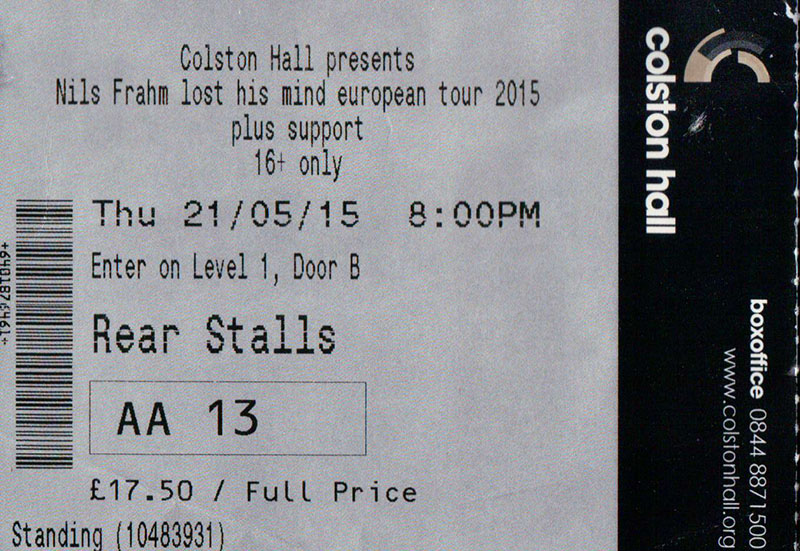 Colston Hall presents
Nils Frahm lost his mind european tour 2015
plus support
16+ only
Thu 21/05/15 8:00PM
Enter on Level 1, Door B
Rear Stalls
AA 13
£17.50 / Full Price
Standing (10483931)
colston hall
boxoffice 0844 8871500
www.colstonhall.org